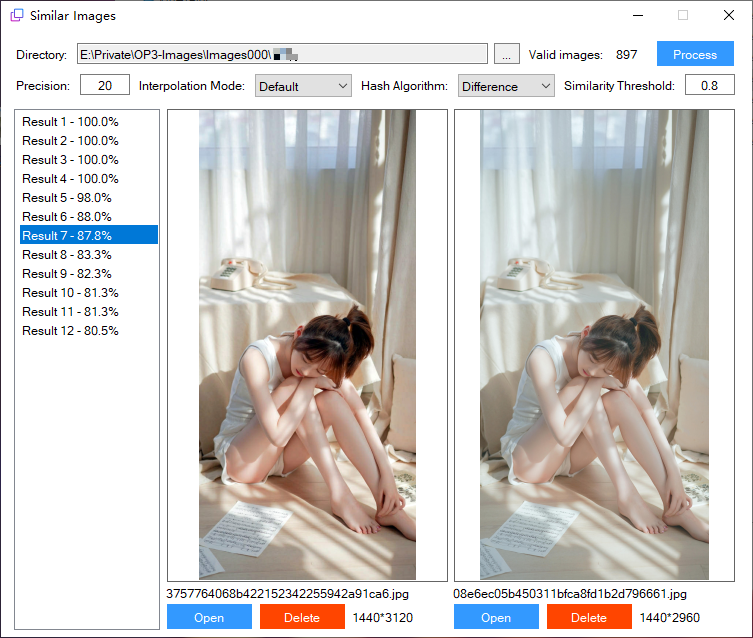 Similar Images
Directory: E:\Private\OP3-Images\Images000\ ... Valid images: 897 Process
Precision: 20 Interpolation Mode: Default Hash Algorithm: Difference Similarity Threshold: 0.8
Result 1 - 100.0%
Result 2 - 100.0%
Result 3 - 100.0%
Result 4 - 100.0%
Result 5 - 98.0%
Result 6 - 88.0%
Result 7 - 87.8%
Result 8 - 83.3%
Result 9 - 82.3%
Result 10 - 81.3%
Result 11 - 81.3%
Result 12 - 80.5%
3757764068b422152342255942a91ca6.jpg
Open Delete 1440*3120
08e6ec05b450311bfca8fd1b2d796661.jpg
Open Delete 1440*2960